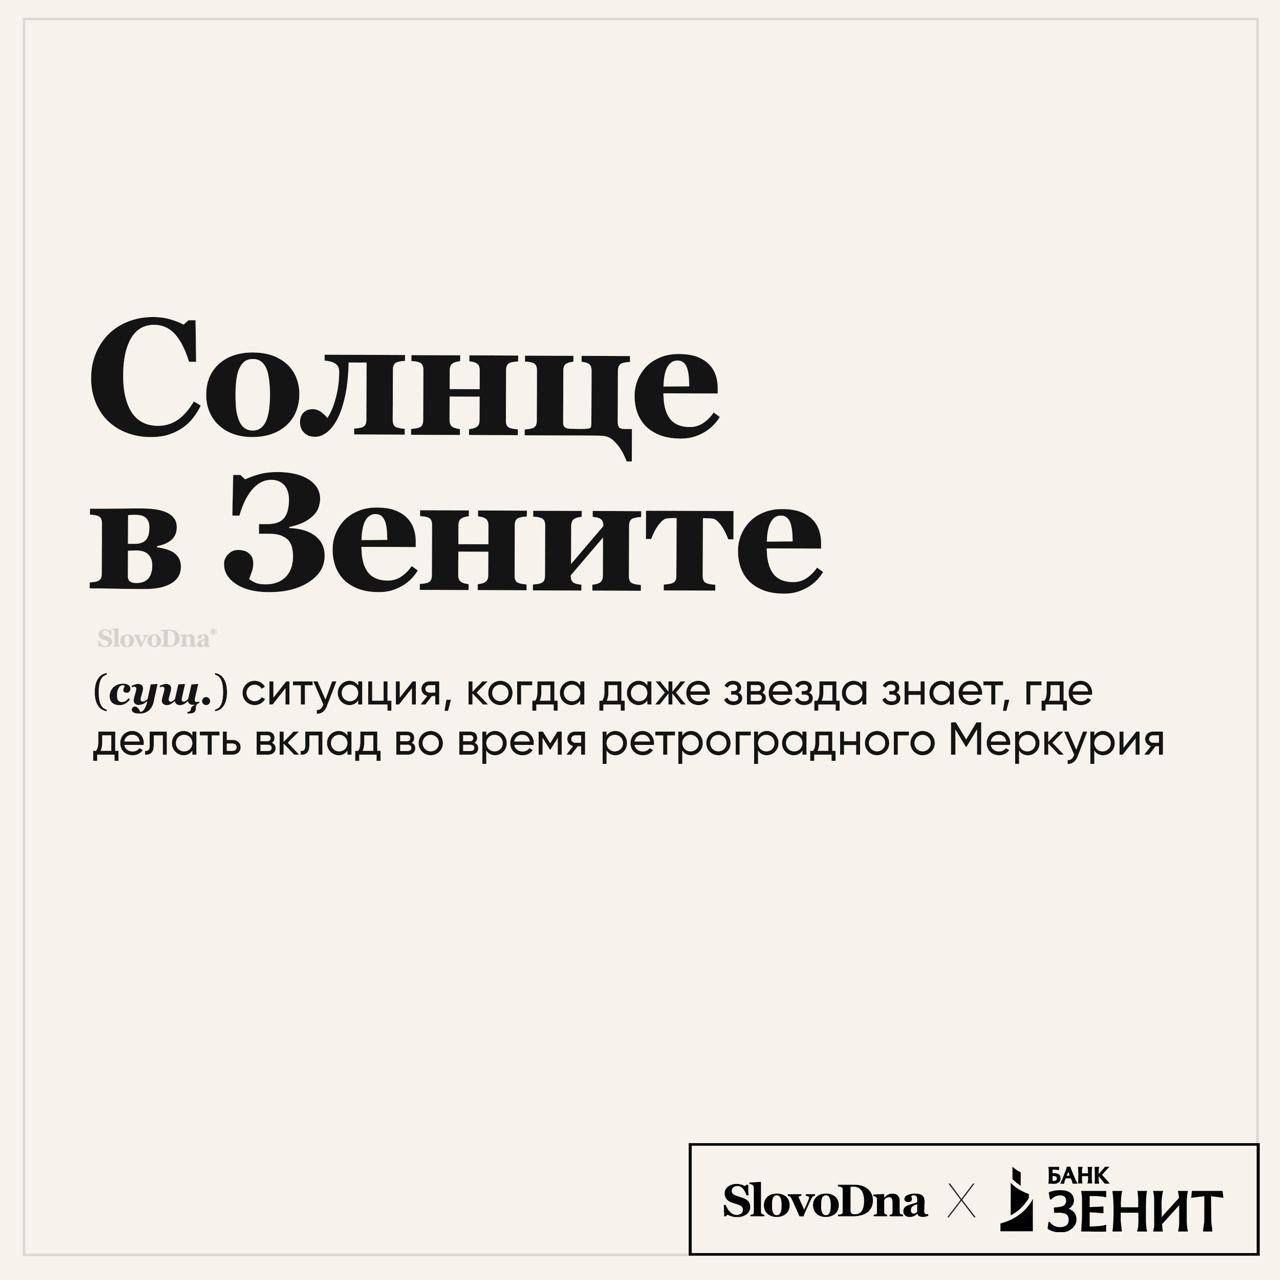 Солнце
в Зените
SlovoDna®
(сущ.) ситуация, когда даже звезда знает, где
делать вклад во время ретроградного Меркурия
SlovoDna X БАНК
ЗЕНИТ